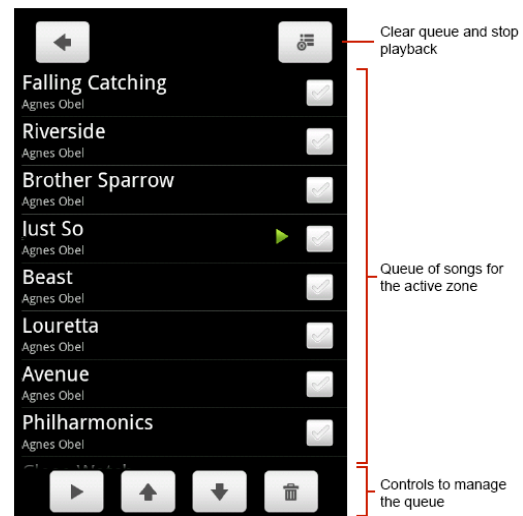 Clear queue and stop
playback
Falling Catching
Agnes Obel
Riverside
Agnes Obel
Brother Sparrow
Agnes Obel
Just So
Agnes Obel
Beast
Agnes Obel
Queue of songs for
the active zone
Louretta
Agnes Obel
Avenue
Agnes Obel
Philharmonics
Agnes Obel
Controls to manage
the queue